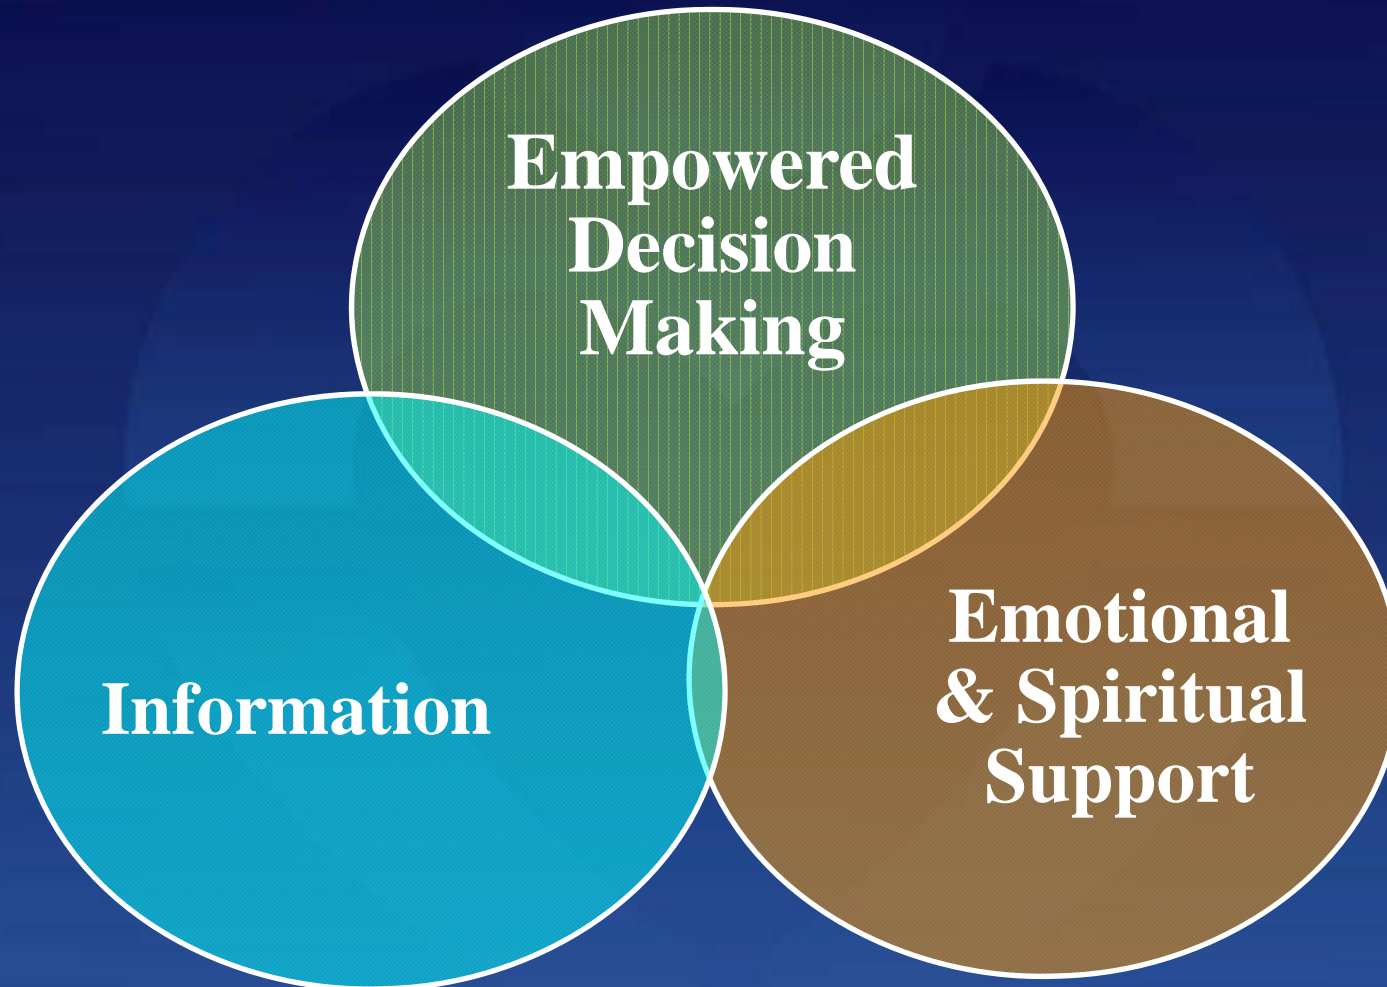 Empowered
Decision
Making
Information
Emotional
& Spiritual
Support